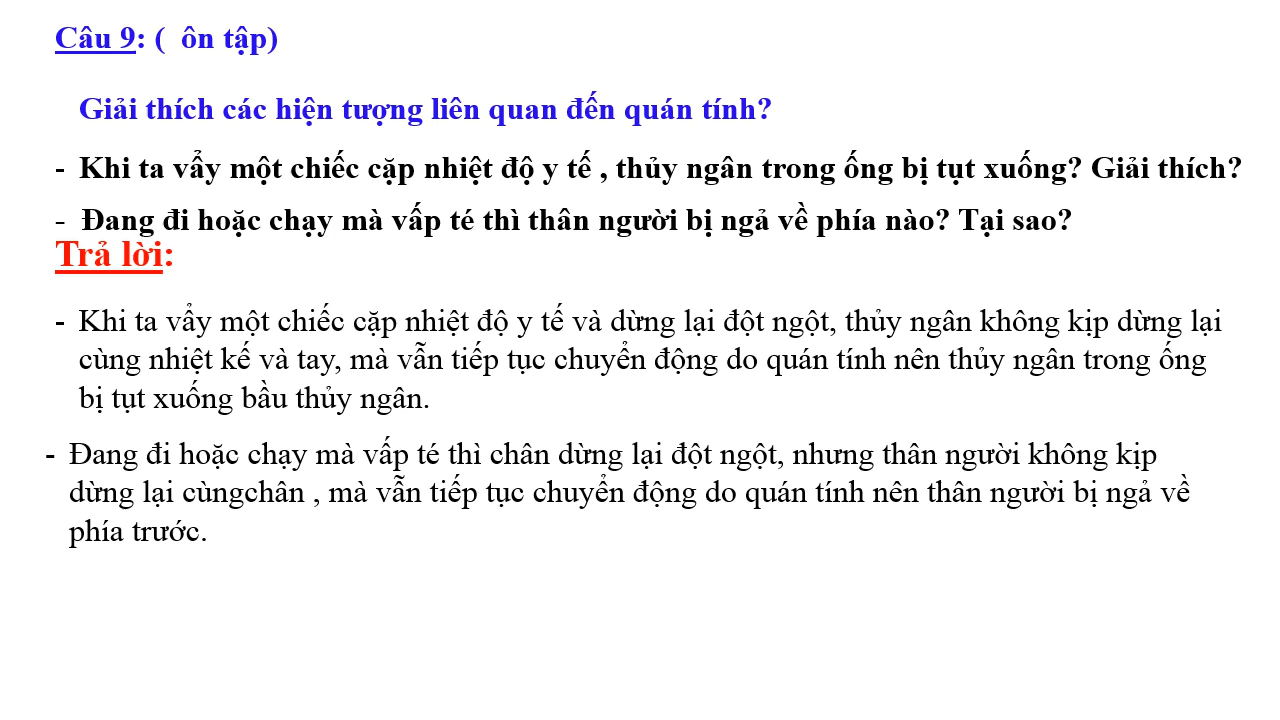 Câu 9: (  ôn tập)
Giải thích các hiện tượng liên quan đến quán tính?
- Khi ta vẩy một chiếc cặp nhiệt độ y tế , thủy ngân trong ống bị tụt xuống? Giải thích?
- Đang đi hoặc chạy mà vấp té thì thân người bị ngả về phía nào? Tại sao?
Trả lời:
- Khi ta vẩy một chiếc cặp nhiệt độ y tế và dừng lại đột ngột, thủy ngân không kịp dừng lại
cùng nhiệt kế và tay, mà vẫn tiếp tục chuyển động do quán tính nên thủy ngân trong ống
bị tụt xuống bầu thủy ngân.
- Đang đi hoặc chạy mà vấp té thì chân dừng lại đột ngột, nhưng thân người không kịp
dừng lại cùngchân , mà vẫn tiếp tục chuyển động do quán tính nên thân người bị ngả về
phía trước.